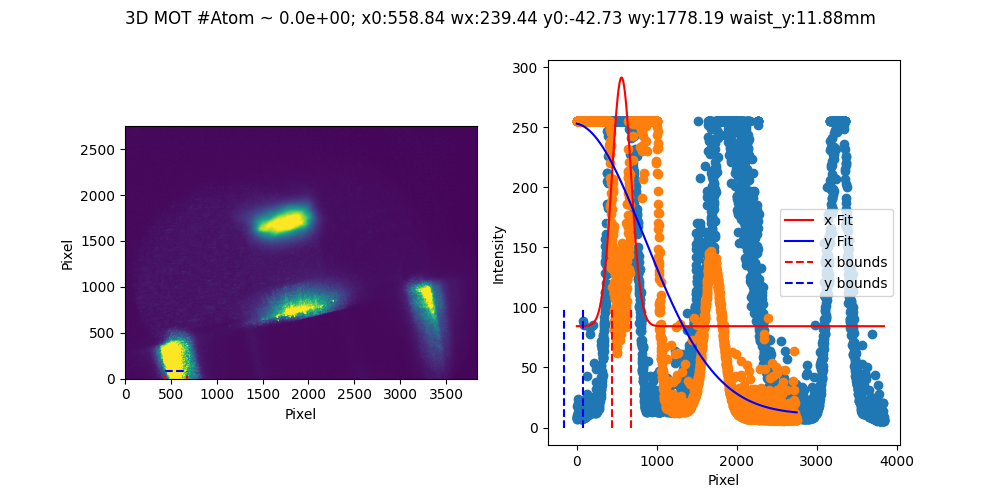 3D MOT #Atom ~ 0.0e+00; x0:558.84 wx:239.44 y0:-42.73 wy:1778.19 waist_y:11.88mm
2500
2000
1500
1000
500
0
Pixel
0 500 1000 1500 2000 2500 3000 3500
Pixel
300
250
200
150
100
50
0
Intensity
x Fit
y Fit
x bounds
y bounds
0 1000 2000 3000 4000
Pixel